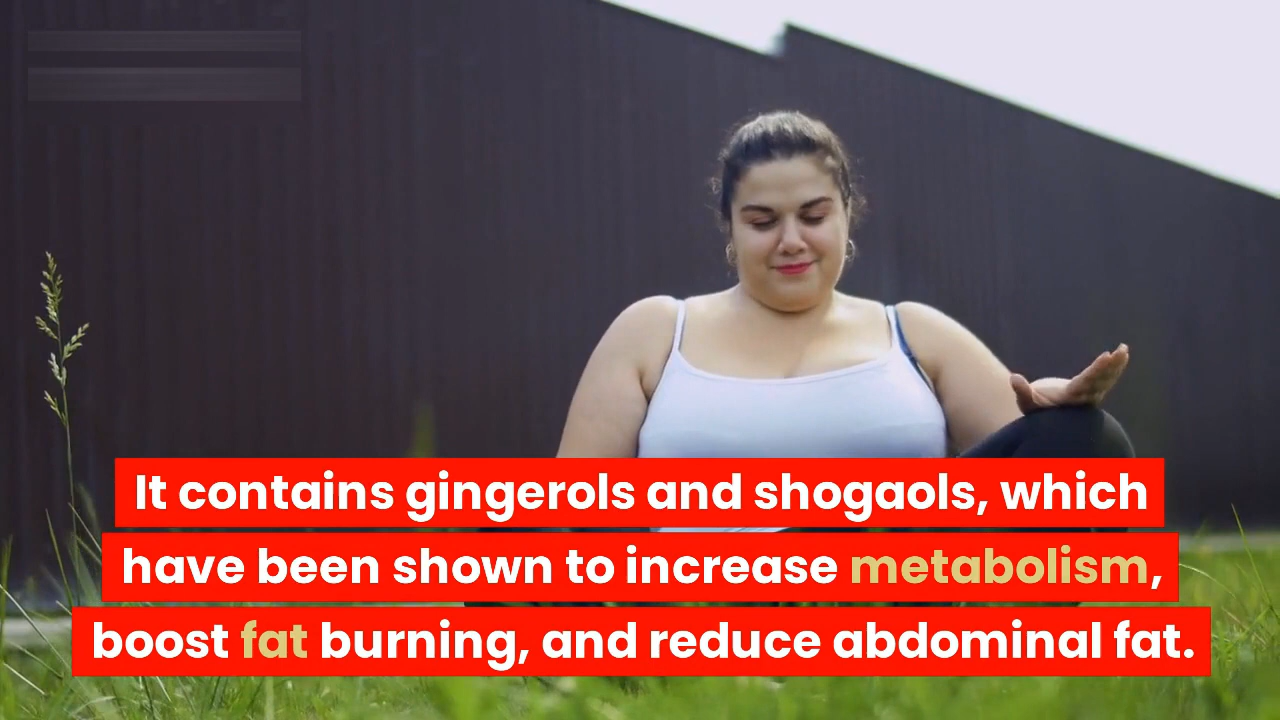 It contains gingerols and shogaols, which
have been shown to increase metabolism,
boost fat burning, and reduce abdominal fat.